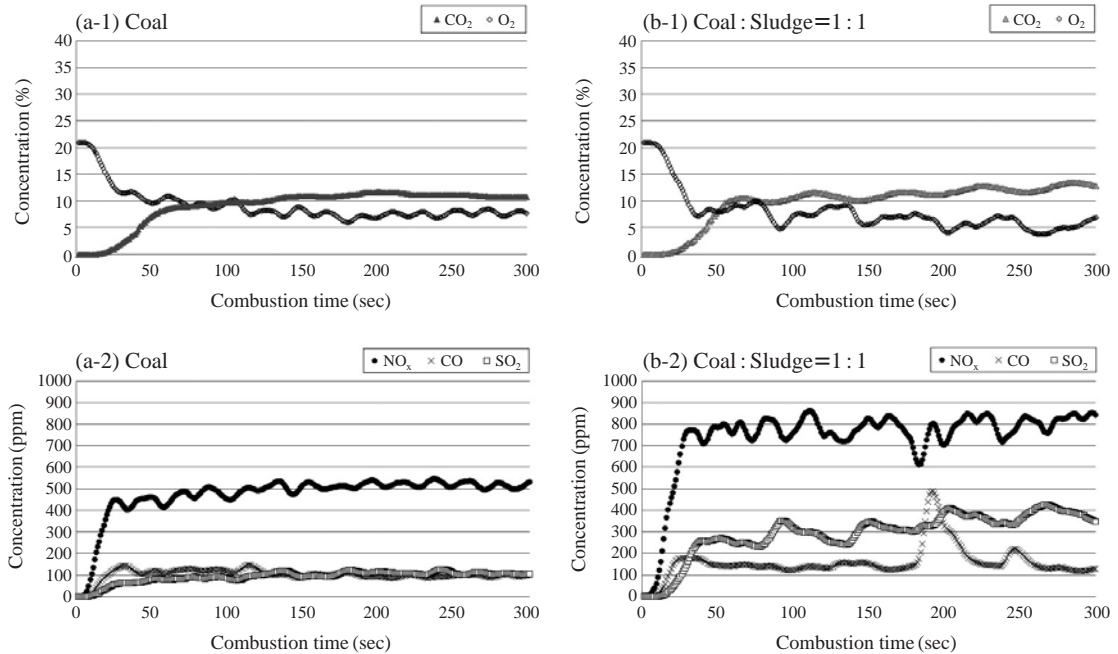 (a-1) Coal
CO₂ O₂
40
35
30
25
20
15
10
5
0
Concentration (%)
0 50 100 150 200 250 300
Combustion time (sec)
(b-1) Coal : Sludge=1 : 1
CO₂ O₂
40
35
30
25
20
15
10
5
0
Concentration (%)
0 50 100 150 200 250 300
Combustion time (sec)
(a-2) Coal
NOₓ CO SO₂
1000
900
800
700
600
500
400
300
200
100
0
Concentration (ppm)
0 50 100 150 200 250 300
Combustion time (sec)
(b-2) Coal : Sludge=1 : 1
NOₓ CO SO₂
1000
900
800
700
600
500
400
300
200
100
0
Concentration (ppm)
0 50 100 150 200 250 300
Combustion time (sec)